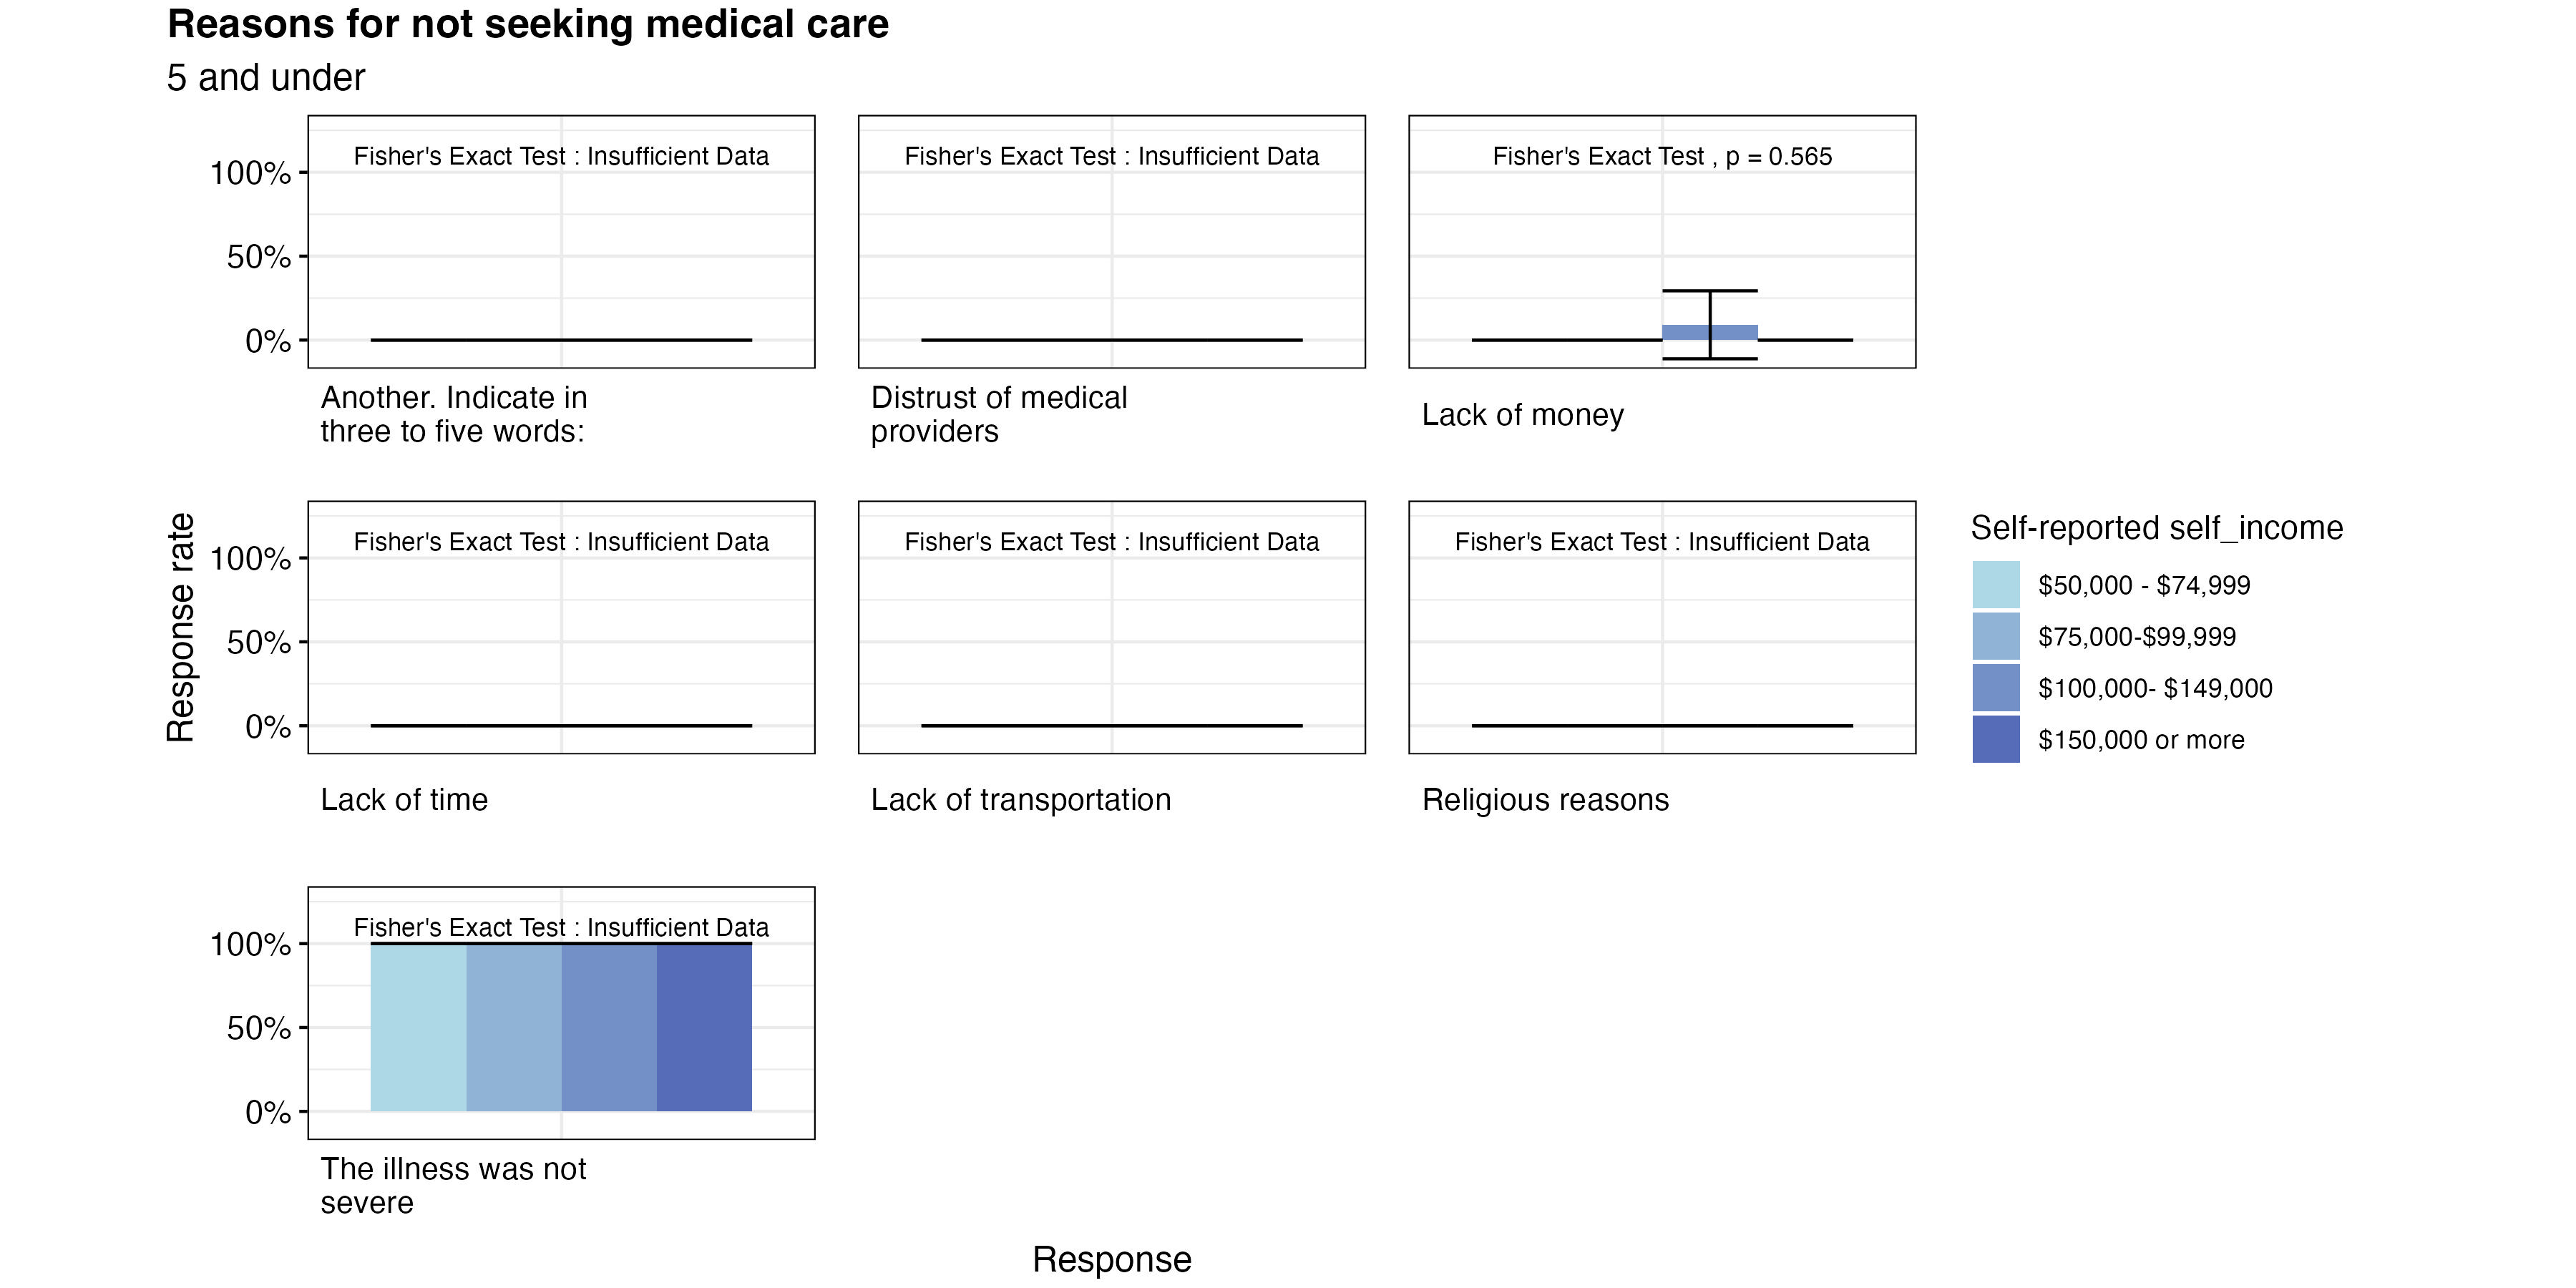 Reasons for not seeking medical care
5 and under
Fisher's Exact Test : Insufficient Data
Fisher's Exact Test : Insufficient Data
Fisher's Exact Test , p = 0.565
100%
50%
0%
Another. Indicate in
three to five words:
Distrust of medical
providers
Lack of money
Response rate
Fisher's Exact Test : Insufficient Data
Fisher's Exact Test : Insufficient Data
Fisher's Exact Test : Insufficient Data
100%
50%
0%
Lack of time
Lack of transportation
Religious reasons
Self-reported self_income
$50,000 - $74,999
$75,000-$99,999
$100,000- $149,000
$150,000 or more
Fisher's Exact Test : Insufficient Data
100%
50%
0%
The illness was not
severe
Response